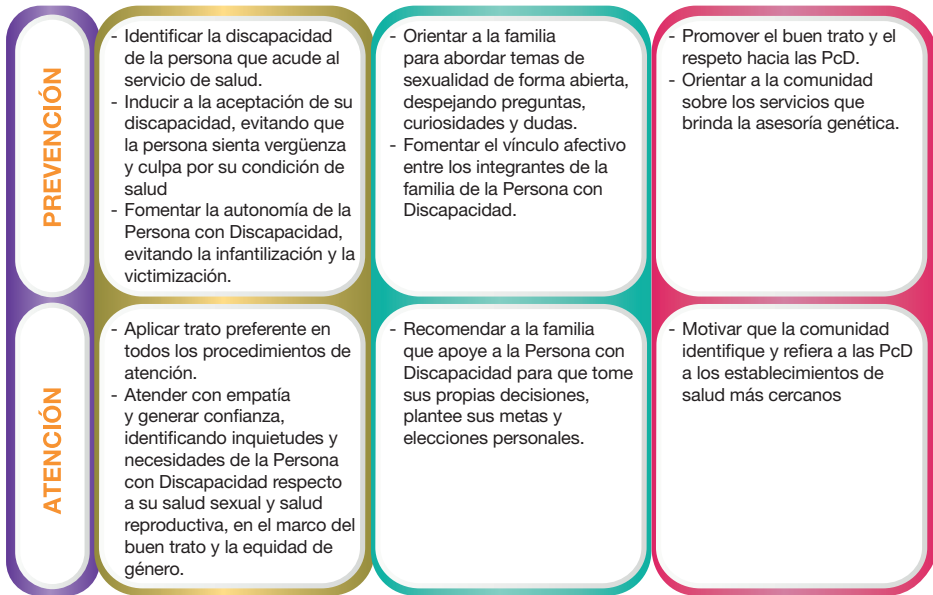 PREVENCIÓN
- Identificar la discapacidad
de la persona que acude al
servicio de salud.
- Inducir a la aceptación de su
discapacidad, evitando que
la persona sienta vergüenza
y culpa por su condición de
salud
- Fomentar la autonomía de la
Persona con Discapacidad,
evitando la infantilización y la
victimización.
- Orientar a la familia
para abordar temas de
sexualidad de forma abierta,
despejando preguntas,
curiosidades y dudas.
- Fomentar el vínculo afectivo
entre los integrantes de la
familia de la Persona con
Discapacidad.
- Promover el buen trato y el
respeto hacia las PcD.
- Orientar a la comunidad
sobre los servicios que
brinda la asesoría genética.
ATENCIÓN
- Aplicar trato preferente en
todos los procedimientos de
atención.
- Atender con empatía
y generar confianza,
identificando inquietudes y
necesidades de la Persona
con Discapacidad respecto
a su salud sexual y salud
reproductiva, en el marco del
buen trato y la equidad de
género.
- Recomendar a la familia
que apoye a la Persona con
Discapacidad para que tome
sus propias decisiones,
plantee sus metas y
elecciones personales.
- Motivar que la comunidad
identifique y refiera a las PcD
a los establecimientos de
salud más cercanos